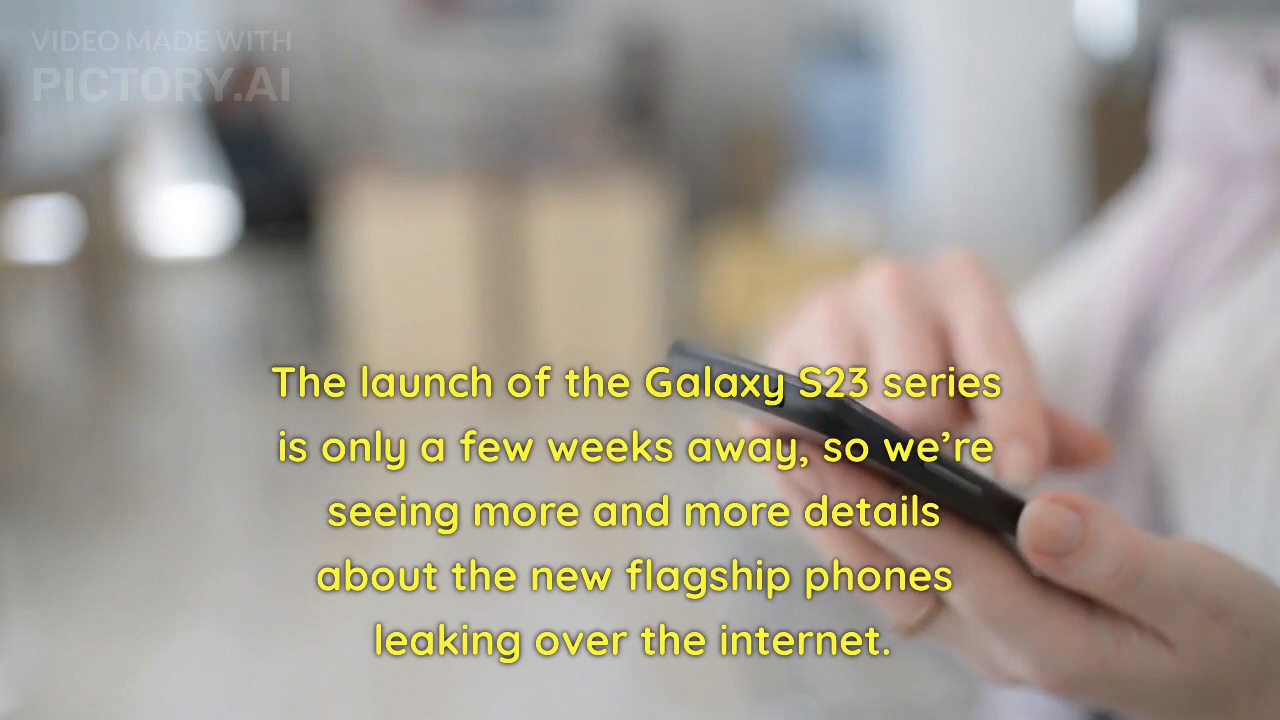 VIDEO MADE WITH
PICTORY.AI
The launch of the Galaxy S23 series
is only a few weeks away, so we’re
seeing more and more details
about the new flagship phones
leaking over the internet.